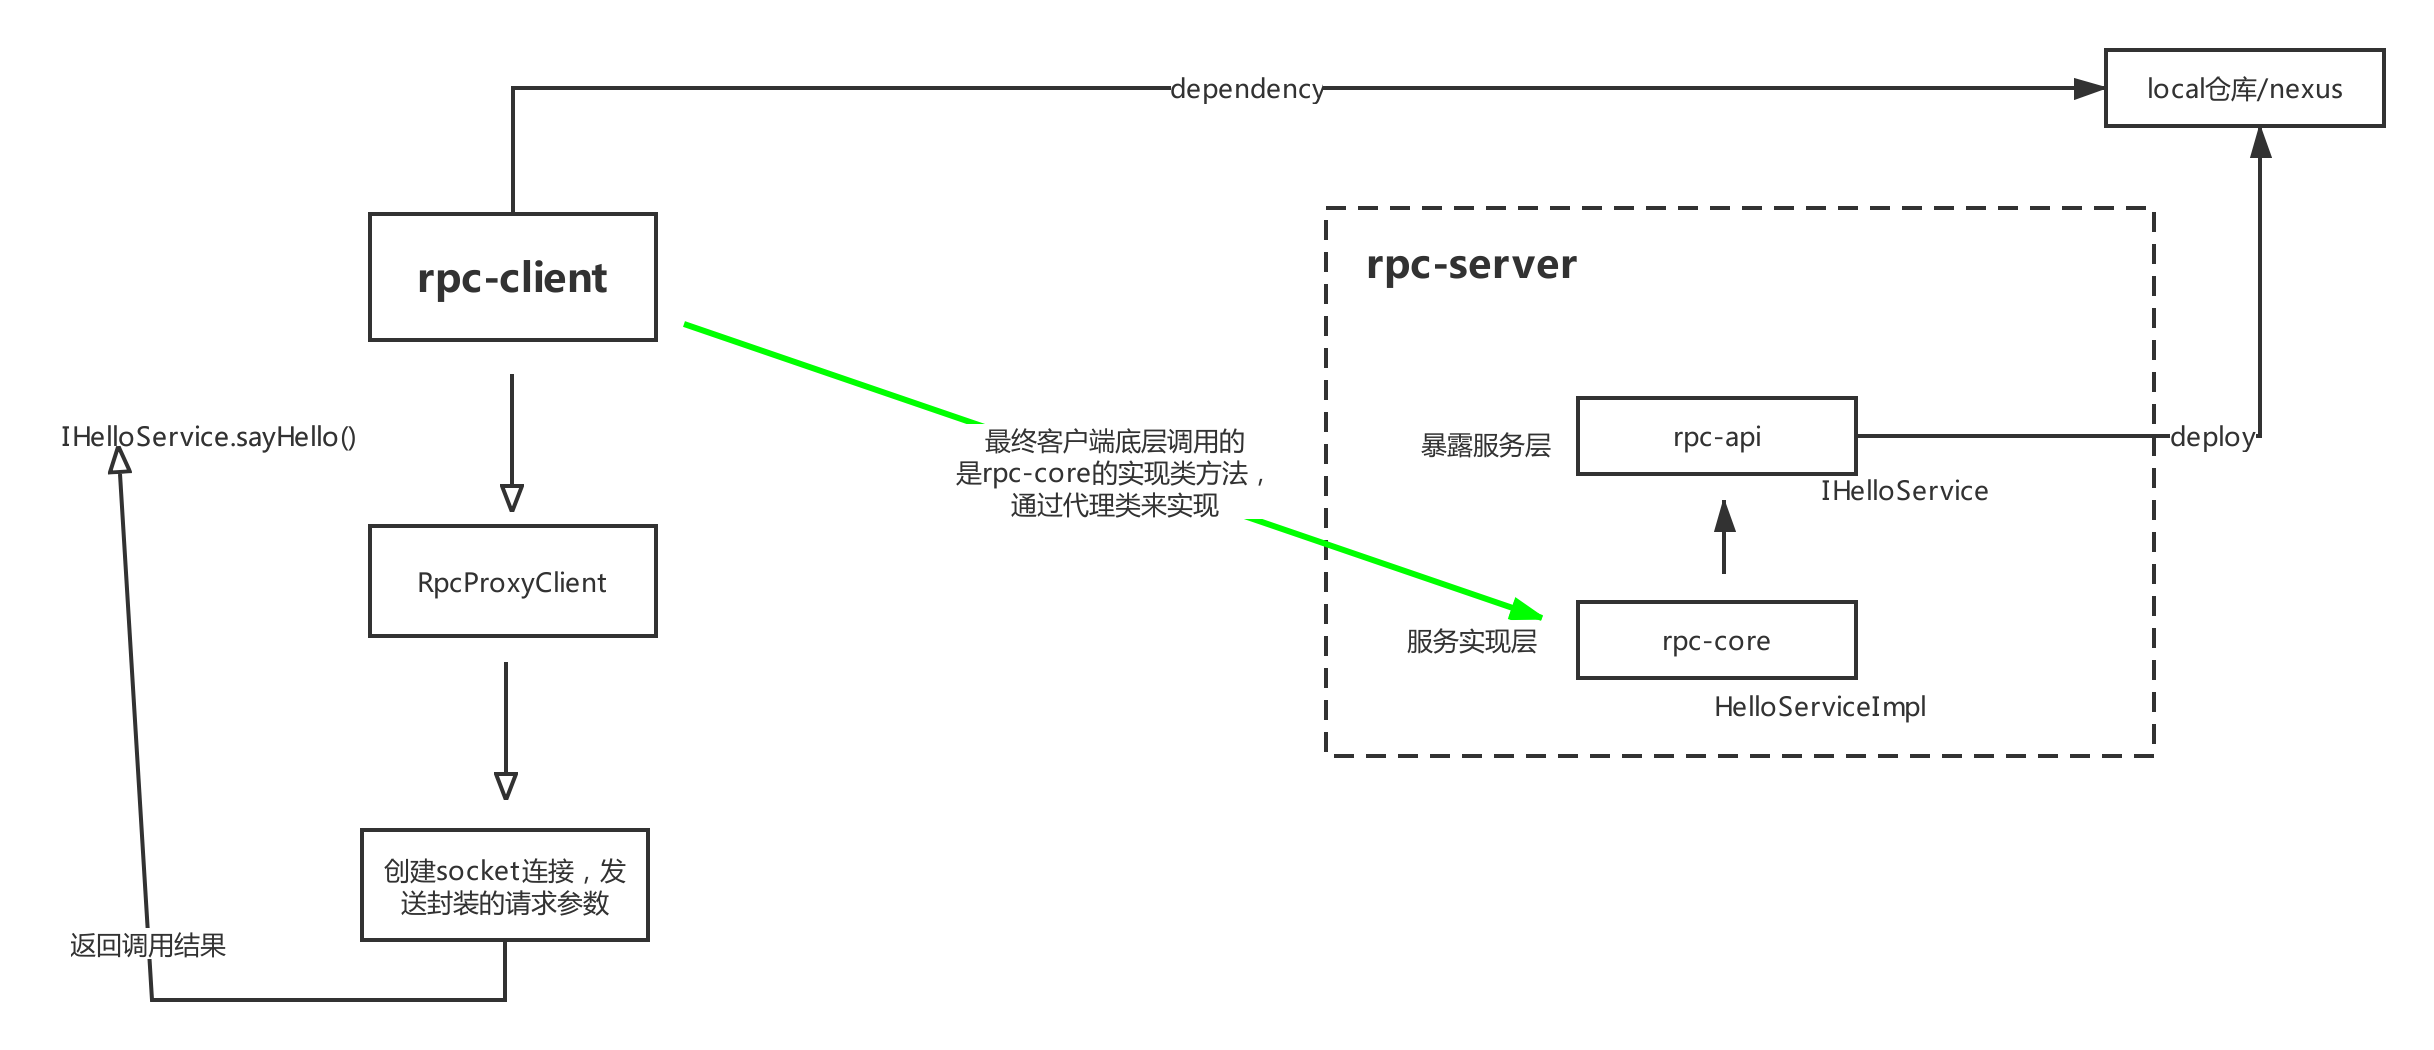 dependency
local仓库/nexus
rpc-client
rpc-server
IHelloService.sayHello()
最终客户端底层调用的
是rpc-core的实现类方法，
通过代理类来实现
暴露服务层
rpc-api
deploy
IHelloService
RpcProxyClient
服务实现层
rpc-core
HelloServiceImpl
创建socket连接，发
送封装的请求参数
返回调用结果